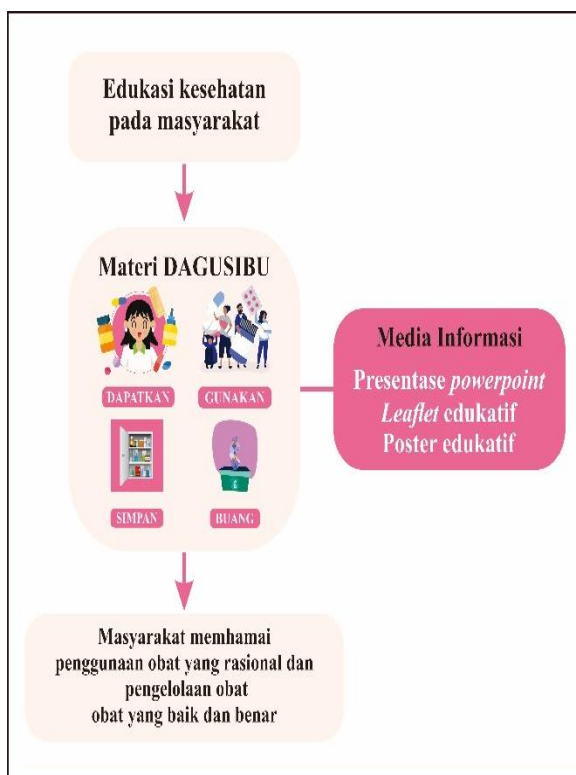 Edukasi kesehatan
pada masyarakat
Materi DAGUSIBU
DAPATKAN
GUNAKAN
SIMPAN
BUANG
Media Informasi
Presentase powerpoint
Leaflet edukatif
Poster edukatif
Masyarakat memhamai
penggunaan obat yang rasional dan
pengelolaan obat
obat yang baik dan benar